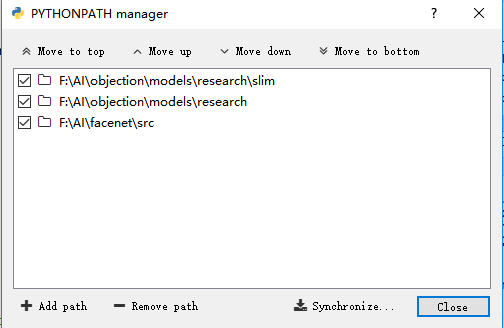 PYTHONPATH manager
?
Move to top Move up Move down Move to bottom
F:\AI\objection\models\research\slim
F:\AI\objection\models\research
F:\AI\facenet\src
Add path Remove path Synchronize... Close